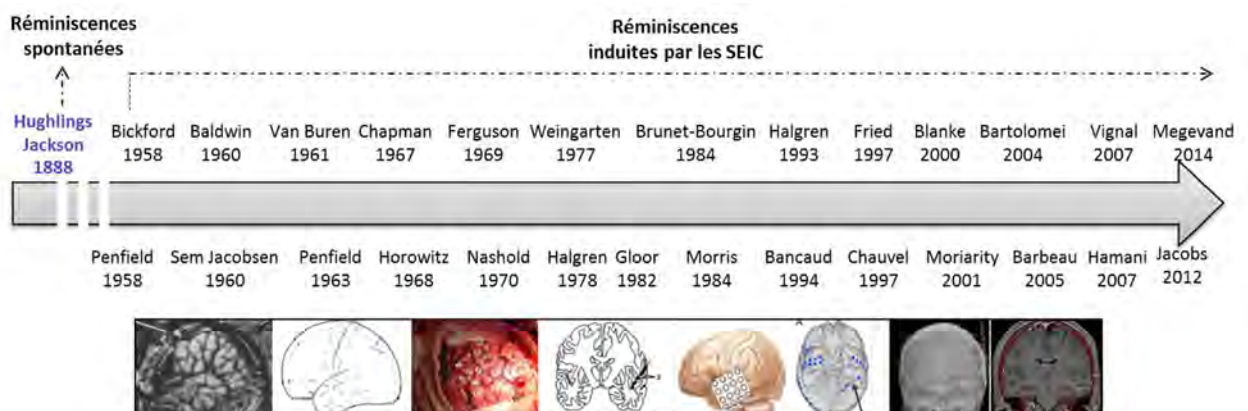 Réminiscences
spontanées
Réminiscences
induites par les SEIC
Hughlings
Jackson
1888
Bickford Baldwin Van Buren Chapman Ferguson Weingarten Brunet-Bourgin Halgren Fried Blanke Bartolomei Vignal Megevand
1958 1960 1961 1967 1969 1977 1984 1993 1997 2000 2004 2007 2014
Penfield Sem Jacobsen Penfield Horowitz Nashold Halgren Gloor Morris Bancaud Chauvel Moriarity Barbeau Hamani Jacobs
1958 1960 1963 1968 1970 1978 1982 1984 1994 1997 2001 2005 2007 2012